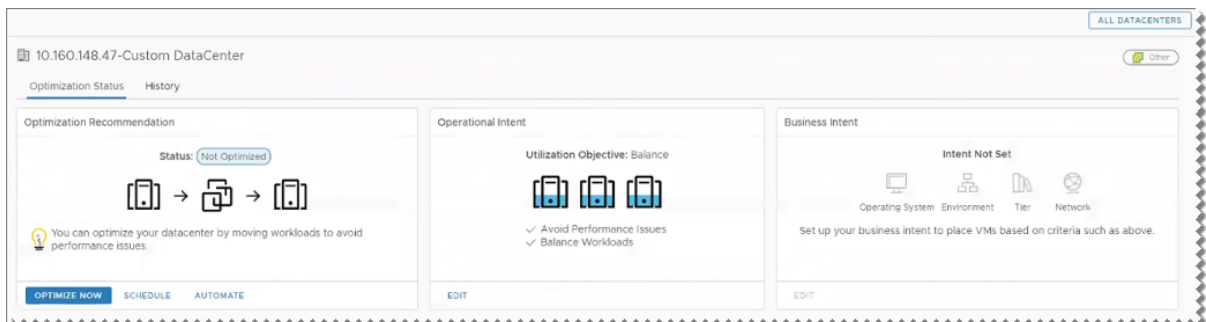 ALL DATACENTERS
10.160.148.47-Custom DataCenter
Other
Optimization Status
History
Optimization Recommendation
Status: Not Optimized
You can optimize your datacenter by moving workloads to avoid
performance issues.
OPTIMIZE NOW
SCHEDULE
AUTOMATE
Operational Intent
Utilization Objective: Balance
Avoid Performance Issues
Balance Workloads
EDIT
Business Intent
Intent Not Set
Operating System
Environment
Tier
Network
Set up your business intent to place VMs based on criteria such as above.
EDIT